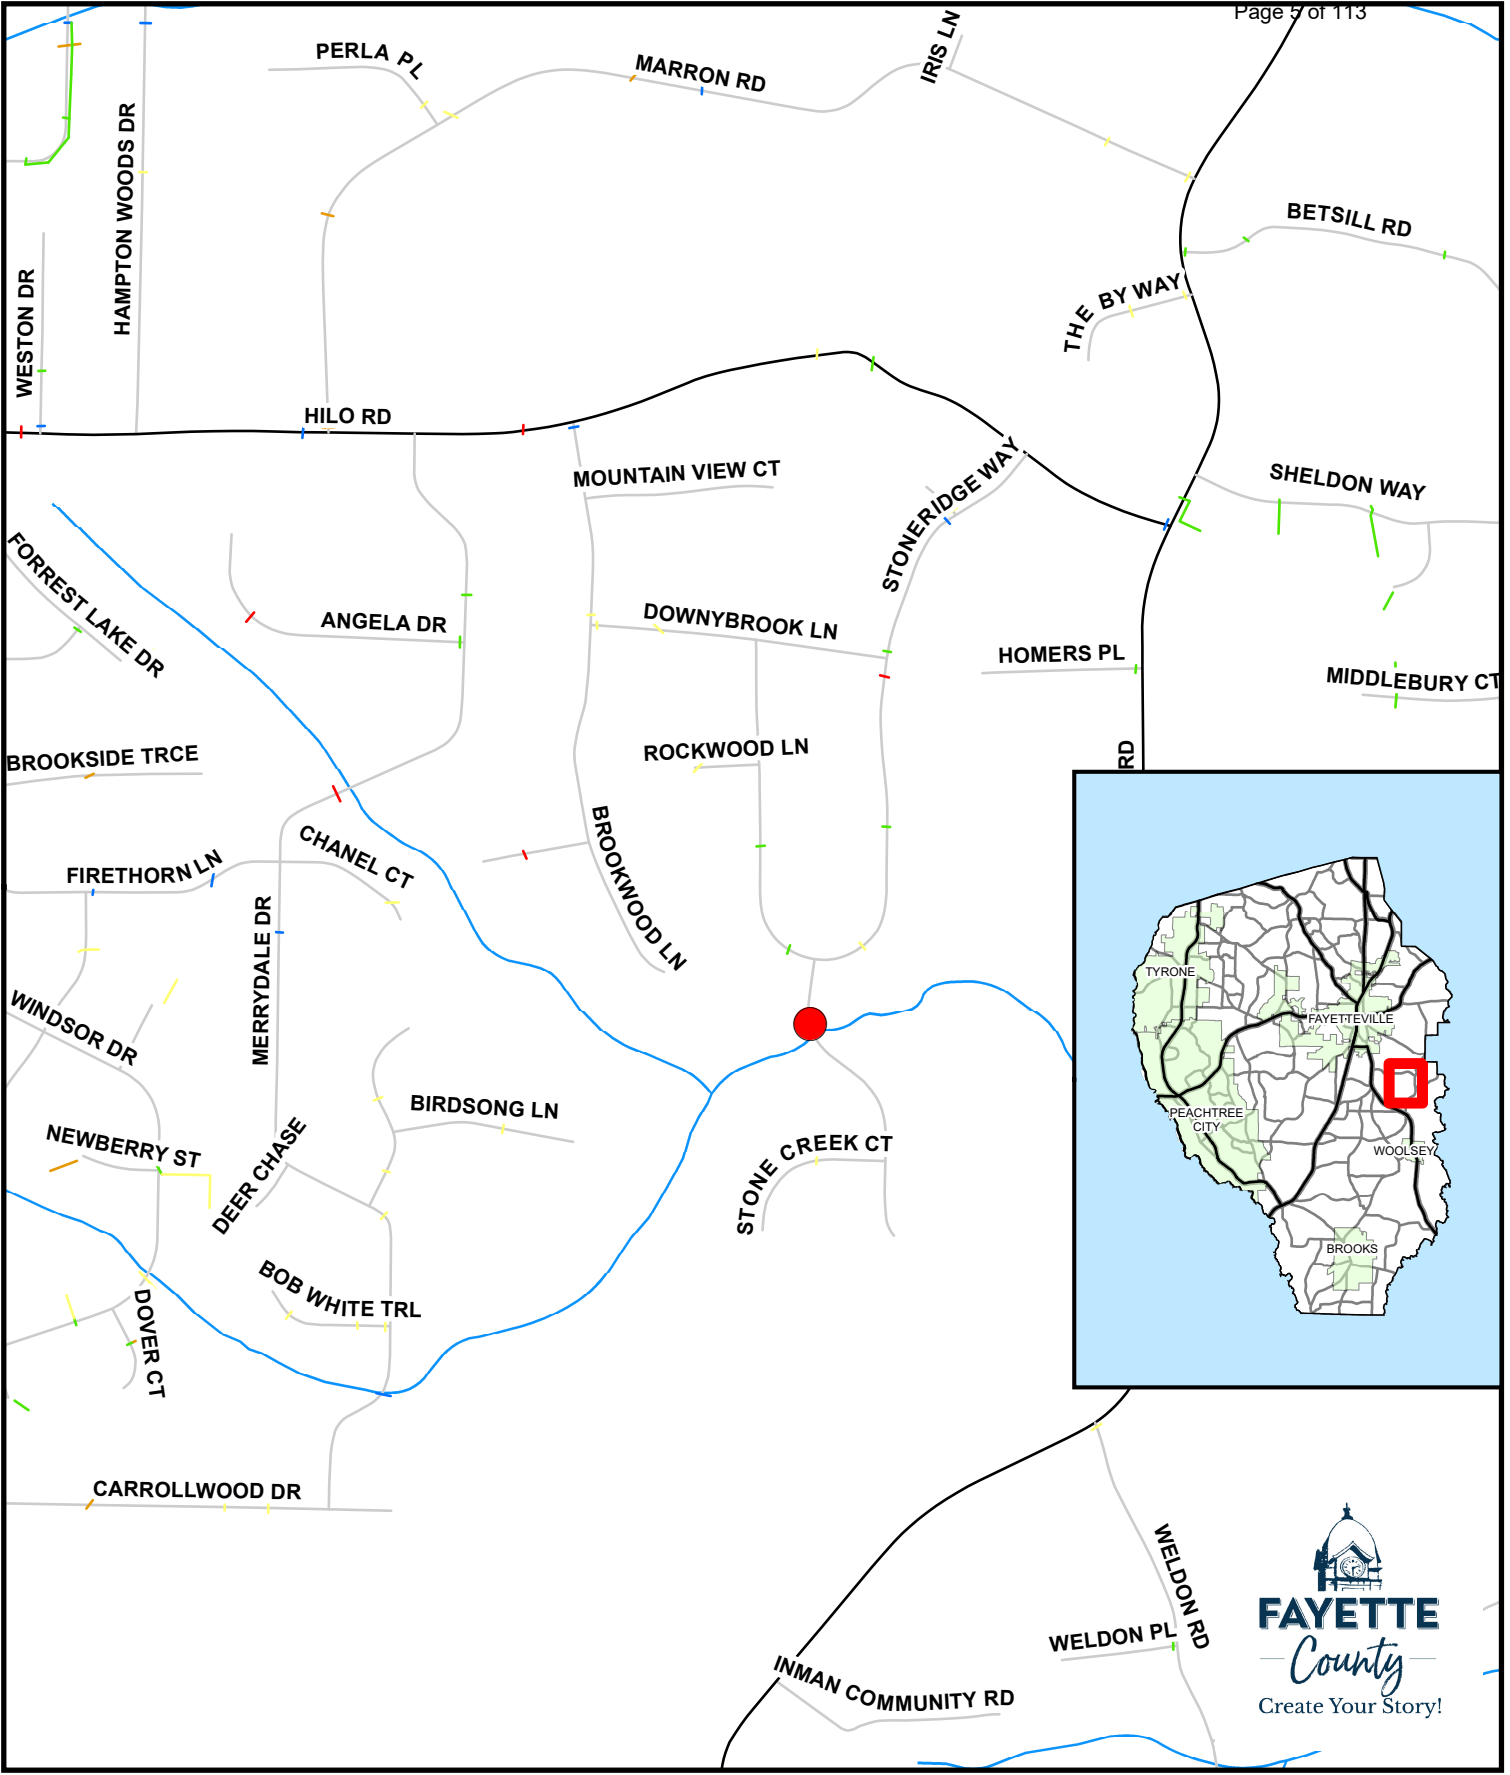 Page 5 of 113
PERLA PL
MARRON RD
IRIS LN
HAMPTON WOODS DR
WESTON DR
BETSILL RD
THE BY WAY
HILO RD
MOUNTAIN VIEW CT
STONERIDGE WAY
SHELDON WAY
FORREST LAKE DR
ANGELA DR
DOWNYBROOK LN
HOMERS PL
MIDDLEBURY CT
BROOKSIDE TRCE
ROCKWOOD LN
RD
BROOKWOOD LN
CHANEL CT
FIRETHORN LN
MERRYDALE DR
WINDSOR DR
BIRDSONG LN
NEWBERRY ST
DEER CHASE
STONE CREEK CT
BOB WHITE TRL
DOVER CT
CARROLLWOOD DR
TYRONE
FAYETTEVILLE
PEACHTREE
CITY
WOOLSEY
BROOKS
WELDON RD
WELDON PL
INMAN COMMUNITY RD
FAYETTE
County
Create Your Story!